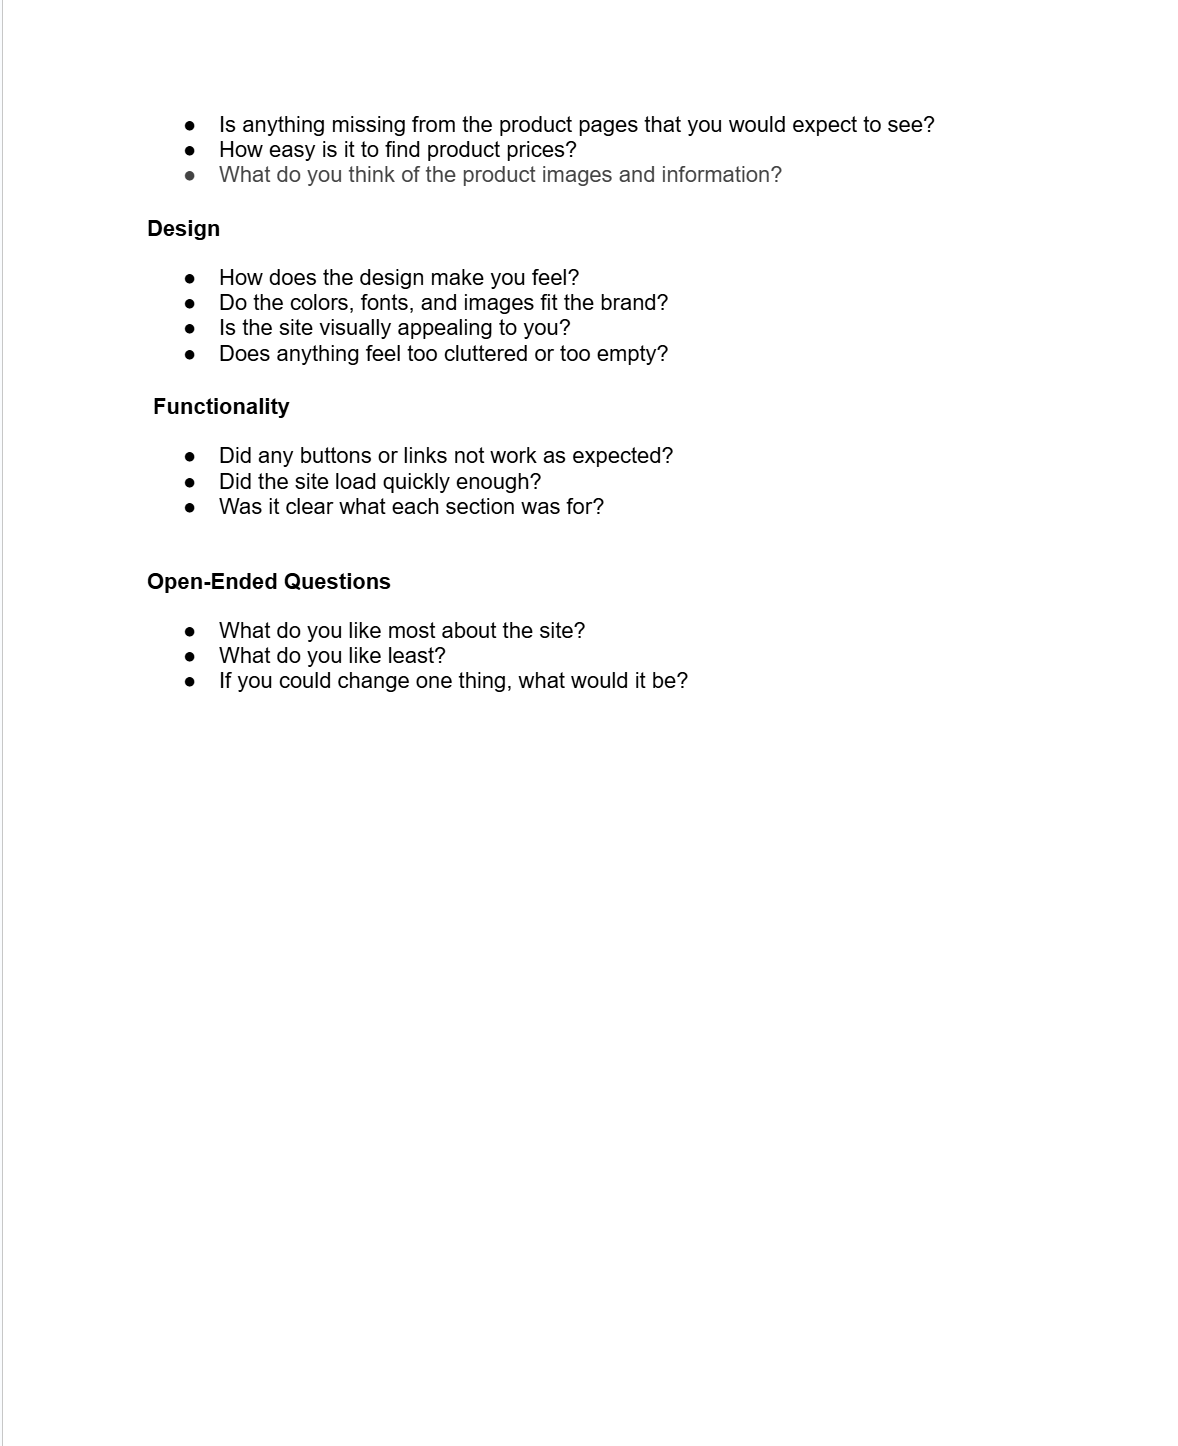 ● Is anything missing from the product pages that you would expect to see?
● How easy is it to find product prices?
● What do you think of the product images and information?
Design
● How does the design make you feel?
● Do the colors, fonts, and images fit the brand?
● Is the site visually appealing to you?
● Does anything feel too cluttered or too empty?
Functionality
● Did any buttons or links not work as expected?
● Did the site load quickly enough?
● Was it clear what each section was for?
Open-Ended Questions
● What do you like most about the site?
● What do you like least?
● If you could change one thing, what would it be?